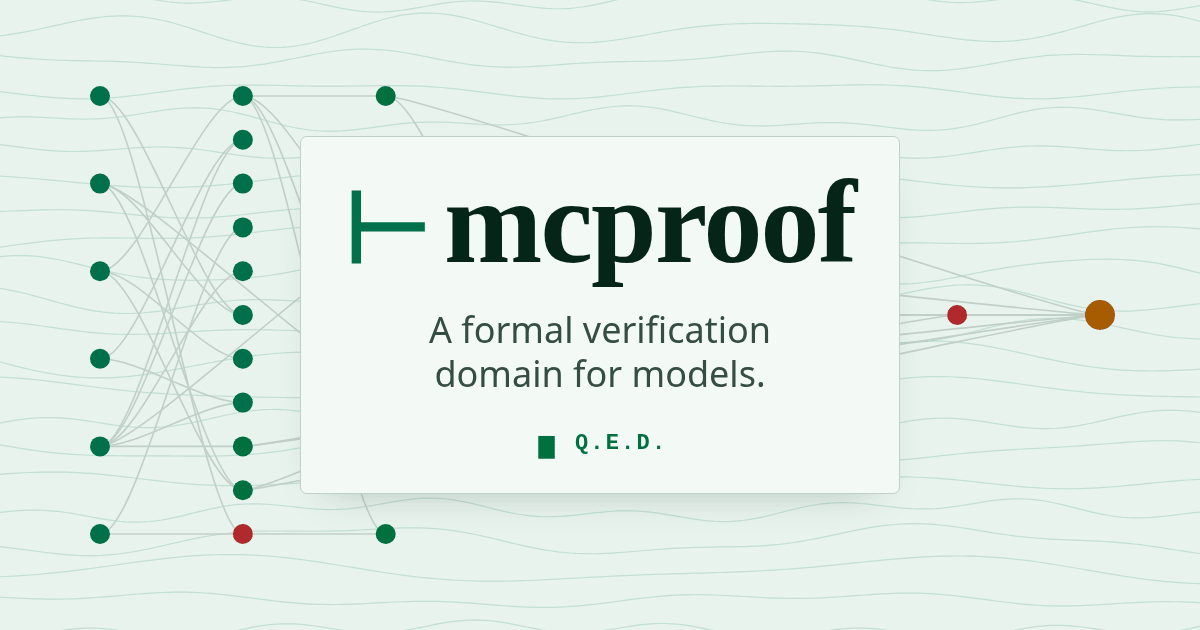 ⊢ mcproof
A formal verification
domain for models.
∎ Q.E.D.